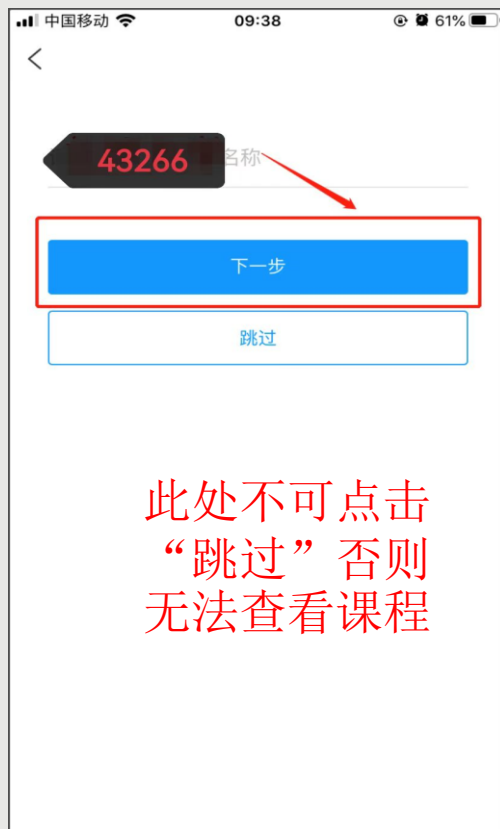 中国移动 09:38 61%
43266 名称
下一步
跳过
此处不可点击
“跳过”否则
无法查看课程